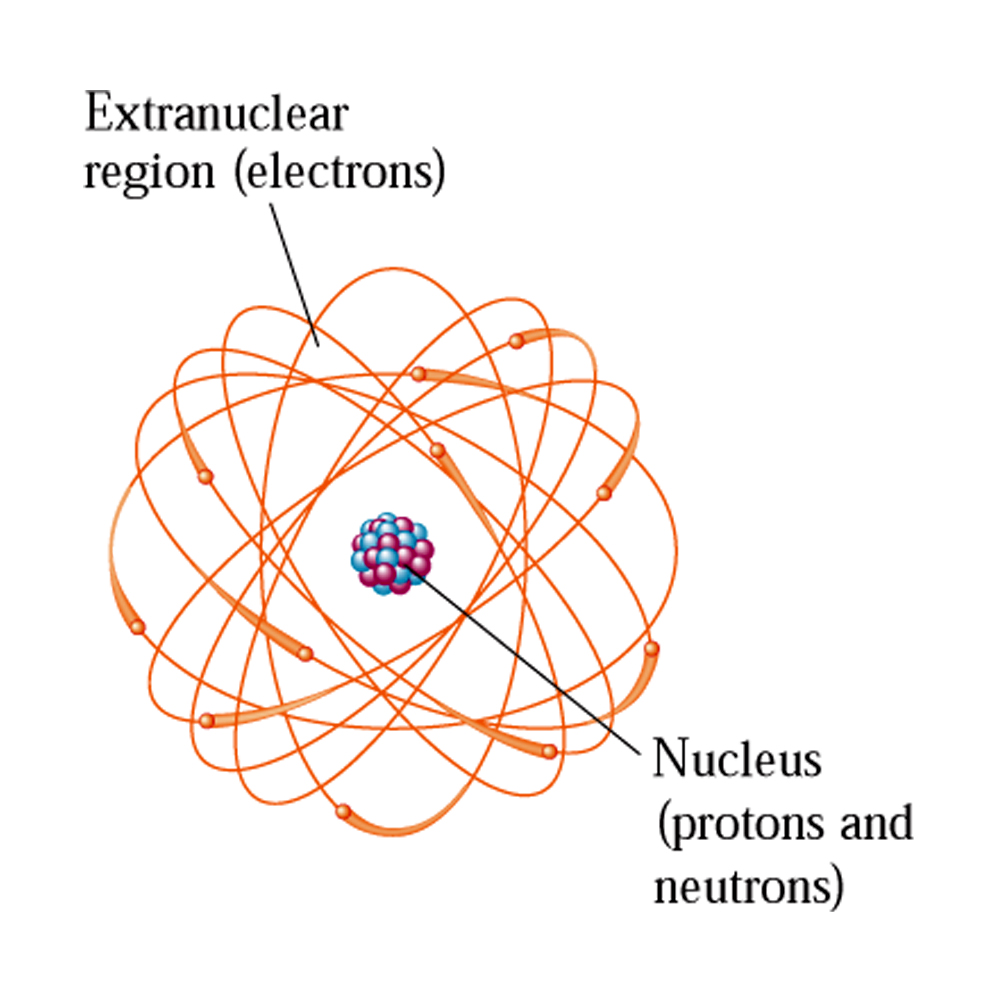 Extranuclear
region (electrons)
Nucleus
(protons and
neutrons)